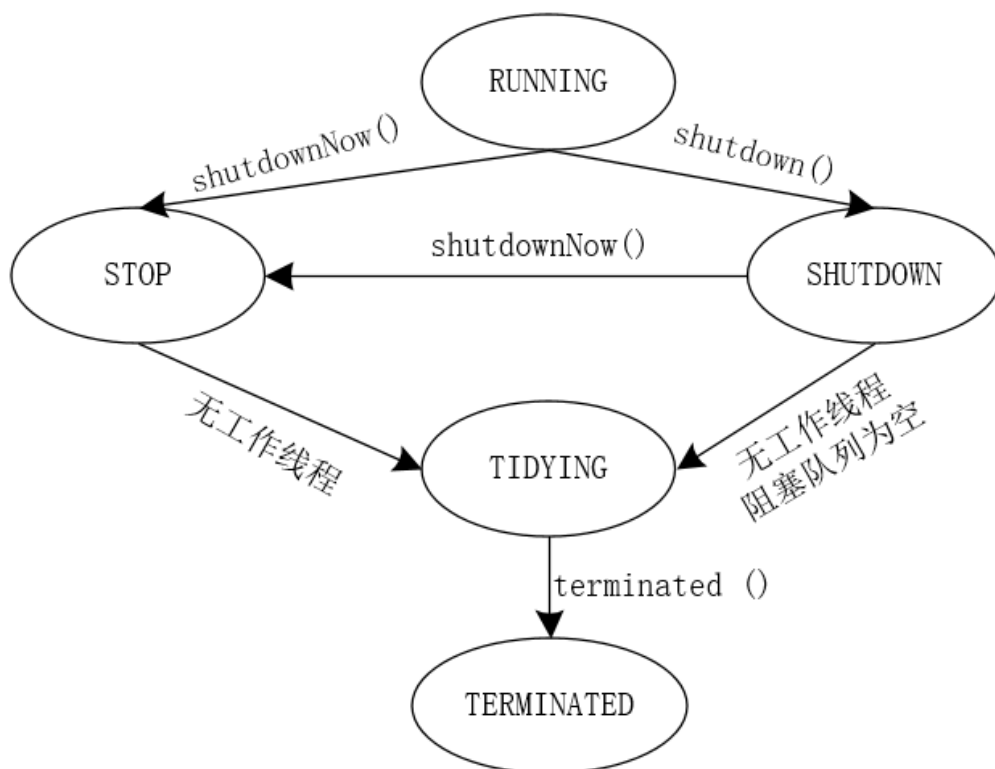 RUNNING
shutdownNow()
shutdown()
STOP
shutdownNow()
SHUTDOWN
无工作线程
TIDYING
无工作线程
阻塞队列为空
terminated ()
TERMINATED